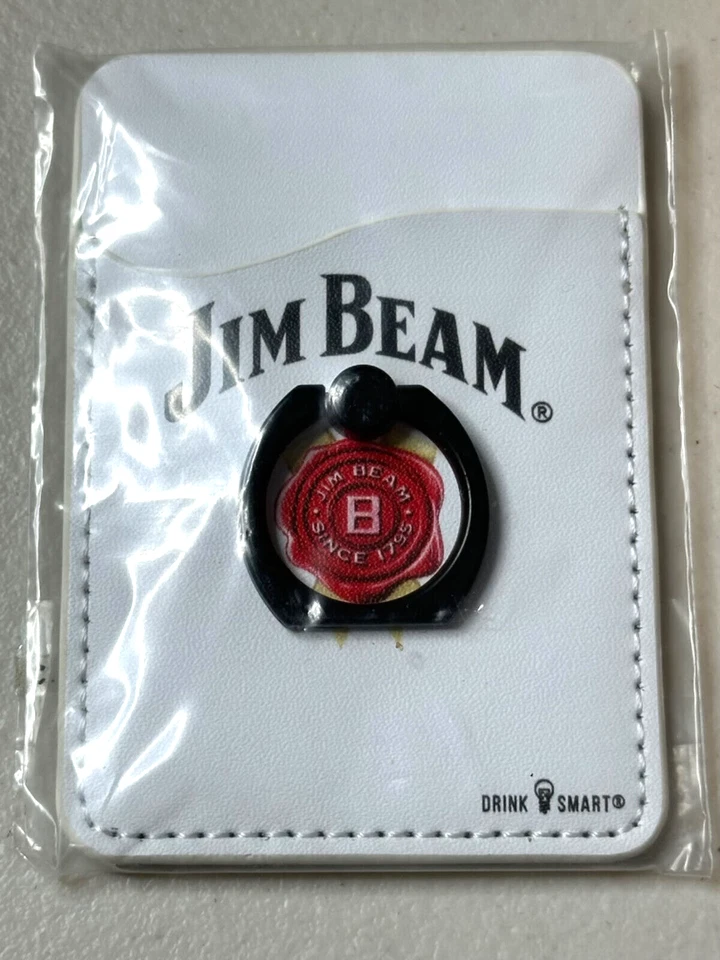 JIM BEAM®
JIM BEAM
B
SINCE 1795
DRINK SMART®